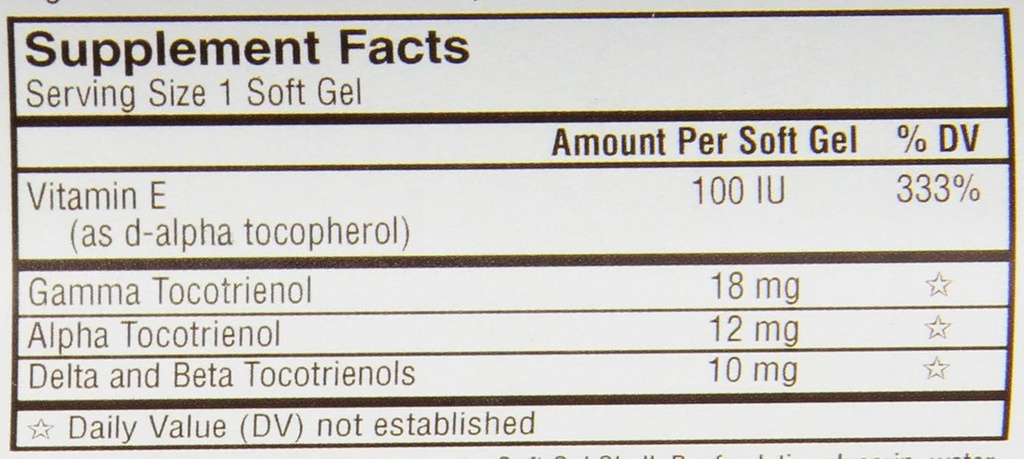 Supplement Facts
Serving Size 1 Soft Gel
Amount Per Soft Gel % DV
Vitamin E 100 IU 333%
(as d-alpha tocopherol)
Gamma Tocotrienol 18 mg ☆
Alpha Tocotrienol 12 mg ☆
Delta and Beta Tocotrienols 10 mg ☆
☆ Daily Value (DV) not established